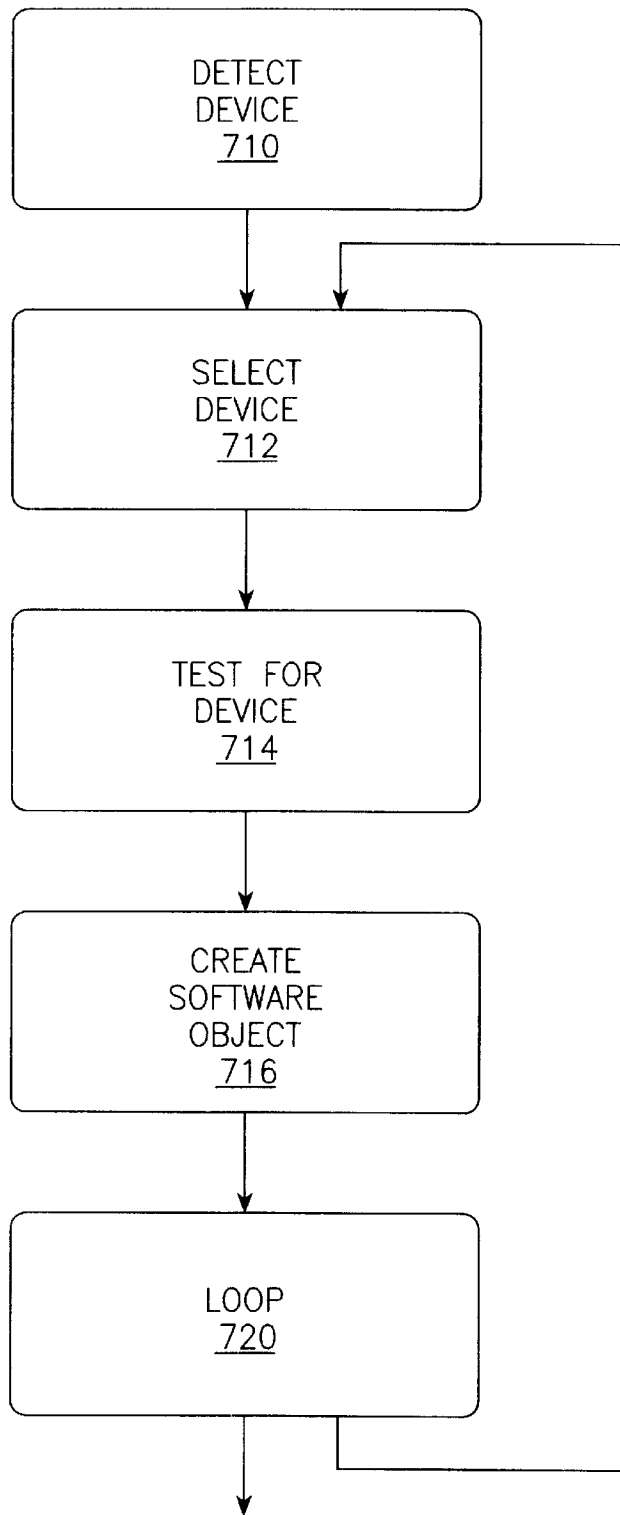 DETECT
DEVICE
710
SELECT
DEVICE
712
TEST FOR
DEVICE
714
CREATE
SOFTWARE
OBJECT
716
LOOP
720